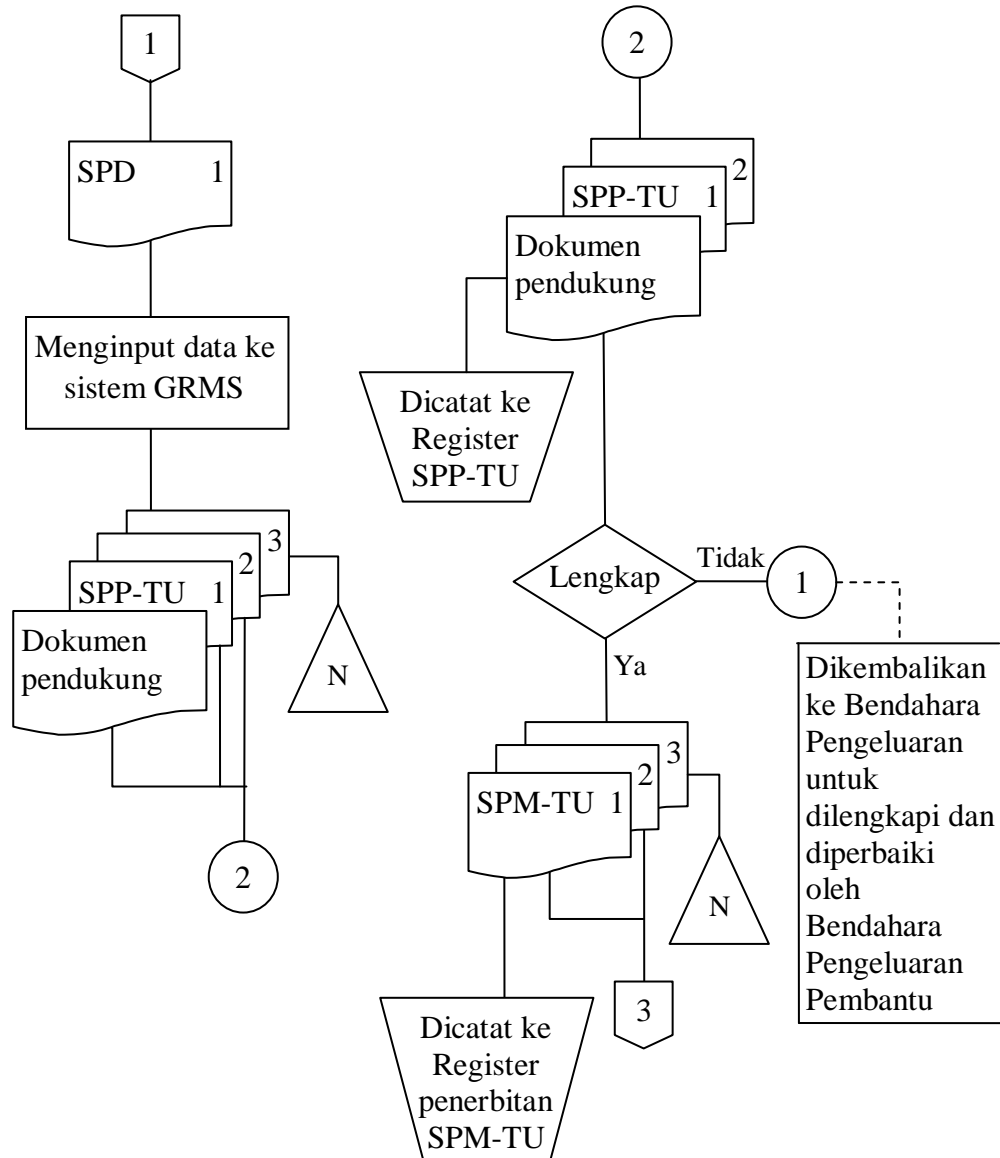 1
SPD 1
Menginput data ke
sistem GRMS
3
2
SPP-TU 1
Dokumen
pendukung
N
2
2
2
SPP-TU 1
Dokumen
pendukung
Dicatat ke
Register
SPP-TU
Lengkap
Tidak
1
Ya
Dikembalikan
ke Bendahara
Pengeluaran
untuk
dilengkapi dan
diperbaiki
oleh
Bendahara
Pengeluaran
Pembantu
3
2
SPM-TU 1
N
3
Dicatat ke
Register
penerbitan
SPM-TU